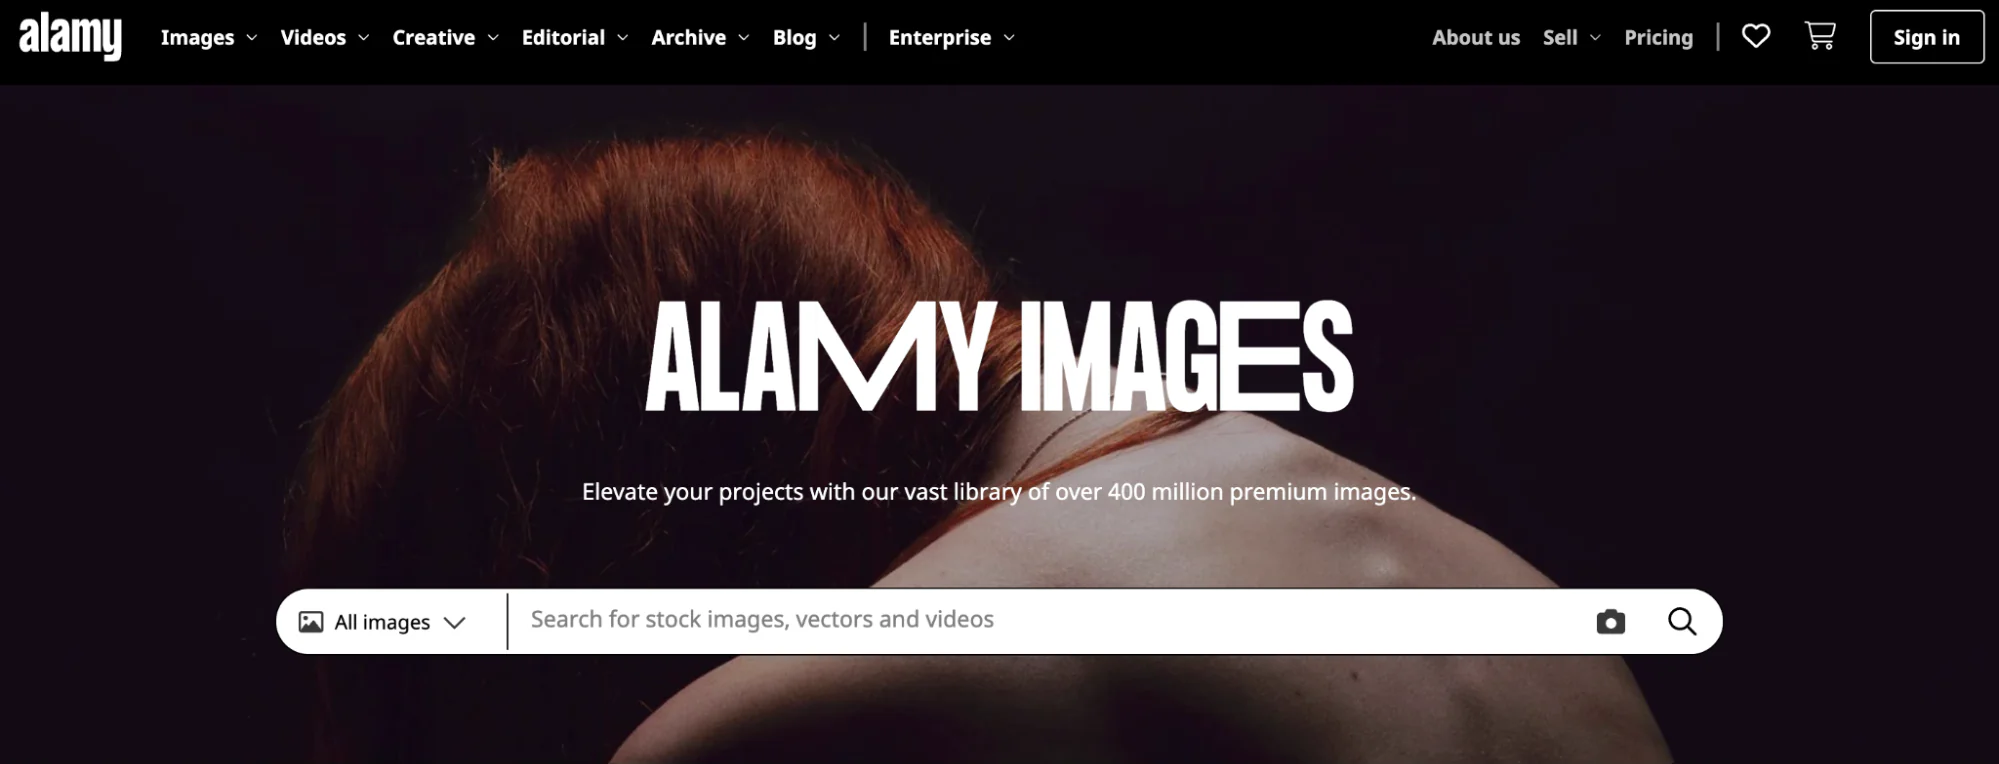 alamy
Images Videos Creative Editorial Archive Blog | Enterprise About us Sell Pricing | Sign in
ALAMY IMAGES
Elevate your projects with our vast library of over 400 million premium images.
All images Search for stock images, vectors and videos